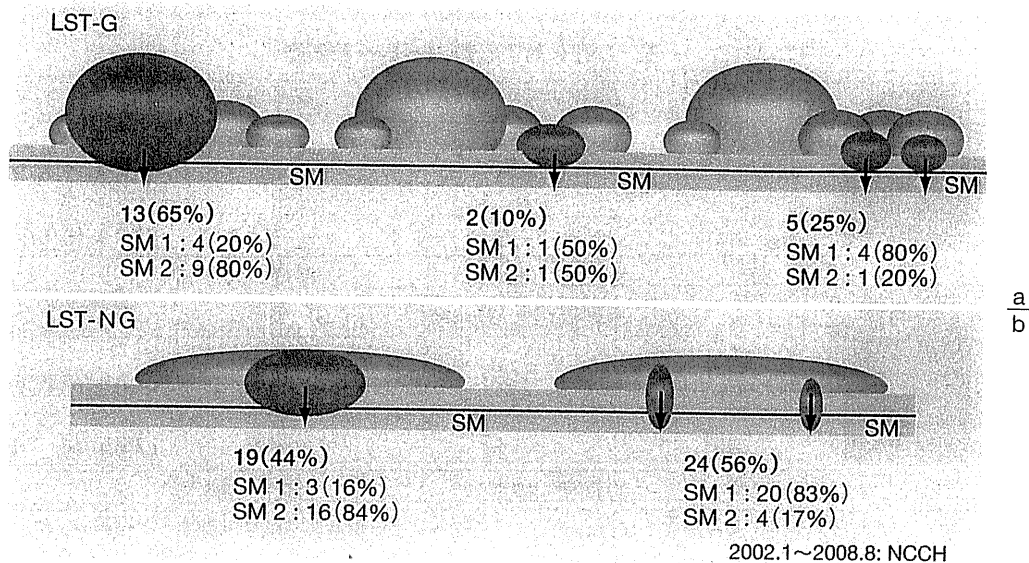 LST-G
SM
SM
SM
13(65%)
SM 1 : 4(20%)
SM 2 : 9(80%)
2(10%)
SM 1 : 1(50%)
SM 2 : 1(50%)
5(25%)
SM 1 : 4(80%)
SM 2 : 1(20%)
a
b
LST-NG
SM
SM
19(44%)
SM 1 : 3(16%)
SM 2 : 16(84%)
24(56%)
SM 1 : 20(83%)
SM 2 : 4(17%)
2002.1~2008.8: NCCH